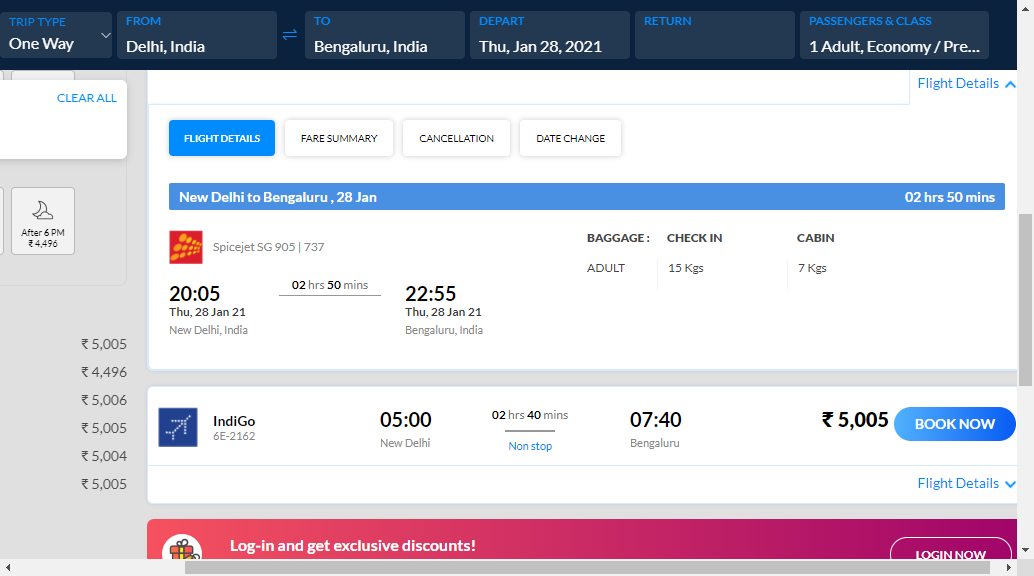 TRIP TYPE
One Way
FROM
Delhi, India
TO
Bengaluru, India
DEPART
Thu, Jan 28, 2021
RETURN
PASSENGERS & CLASS
1 Adult, Economy / Pre...
CLEAR ALL
After 6 PM
₹ 4,496
₹ 5,005
₹ 4,496
₹ 5,006
₹ 5,005
₹ 5,004
₹ 5,005
Flight Details
FLIGHT DETAILS
FARE SUMMARY
CANCELLATION
DATE CHANGE
New Delhi to Bengaluru , 28 Jan
02 hrs 50 mins
Spicejet SG 905 | 737
20:05
Thu, 28 Jan 21
New Delhi, India
02 hrs 50 mins
22:55
Thu, 28 Jan 21
Bengaluru, India
BAGGAGE : CHECK IN CABIN
ADULT 15 Kgs 7 Kgs
IndiGo
6E-2162
05:00
New Delhi
02 hrs 40 mins
Non stop
07:40
Bengaluru
₹ 5,005
BOOK NOW
Flight Details
Log-in and get exclusive discounts!
LOGIN NOW